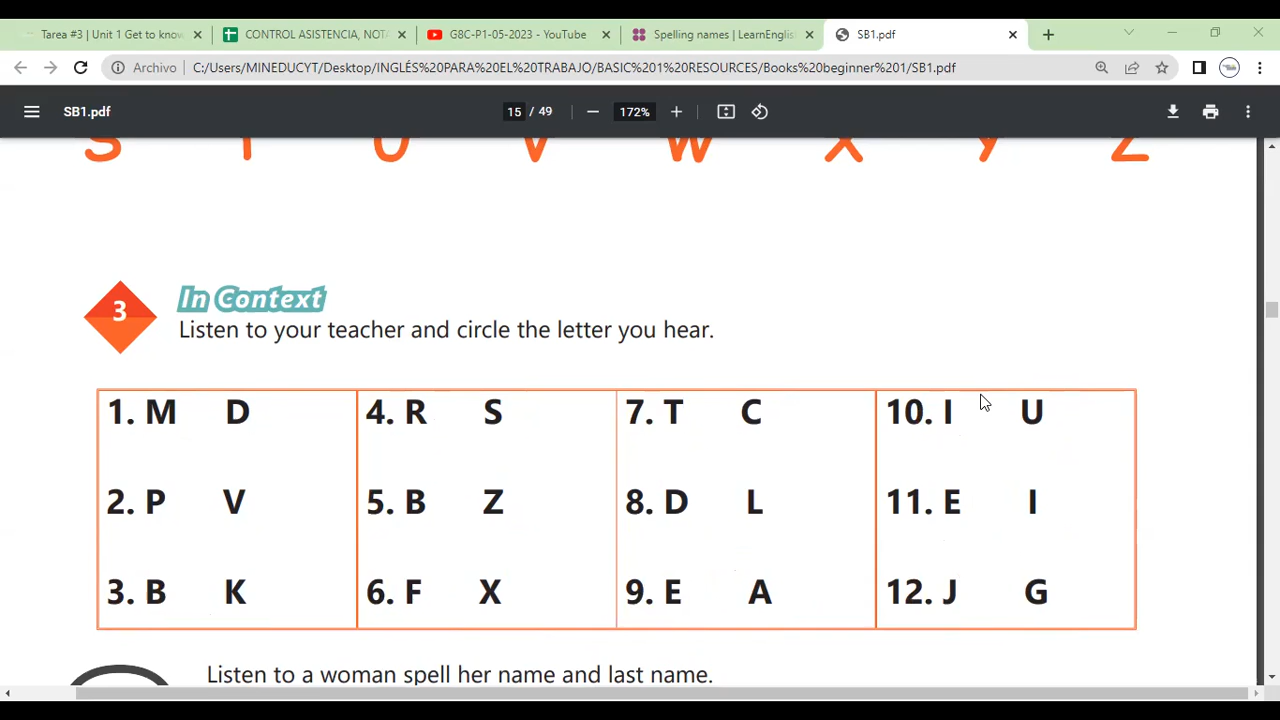 Tarea #3 | Unit 1 Get to know
CONTROL ASISTENCIA, NOTA
G8C-P1-05-2023 - YouTube
Spelling names | LearnEnglis
SB1.pdf
Archivo
C:/Users/MINEDUCYT/Desktop/INGLÉS%20PARA%20EL%20TRABAJO/BASIC%201%20RESOURCES/Books%20beginner%201/SB1.pdf
SB1.pdf
15 / 49
172%
S T U V W X Y Z
3
In Context
Listen to your teacher and circle the letter you hear.
1. M D
2. P V
3. B K
4. R S
5. B Z
6. F X
7. T C
8. D L
9. E A
10. I U
11. E I
12. J G
Listen to a woman spell her name and last name.